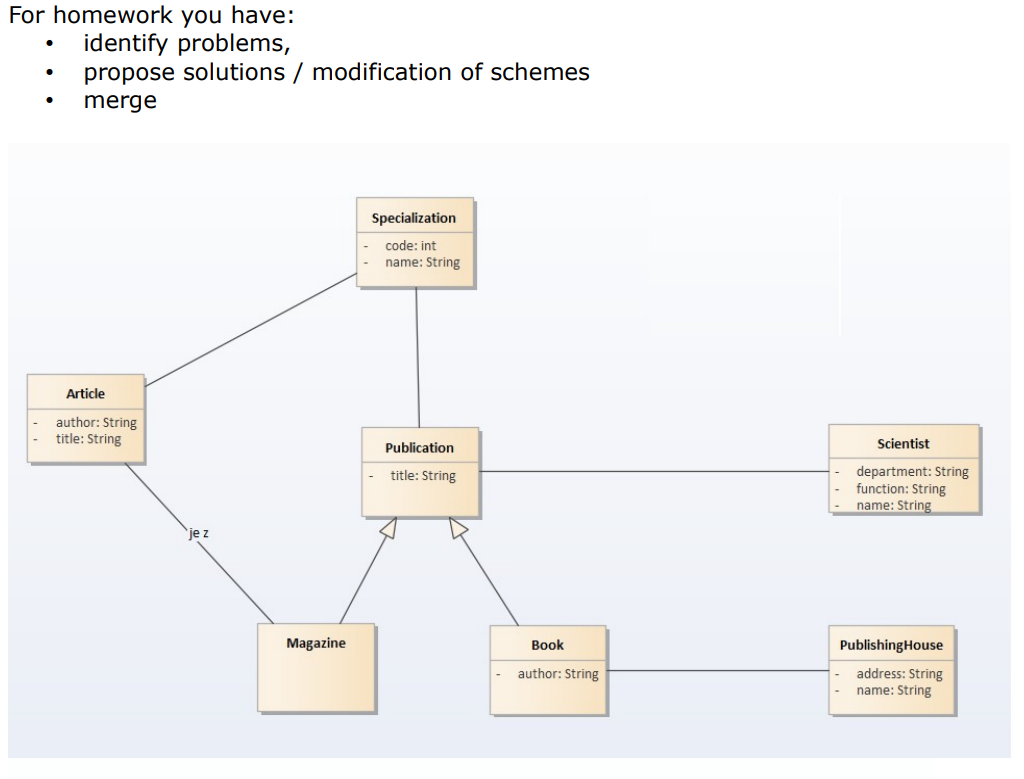 For homework you have:
• identify problems,
• propose solutions / modification of schemes
• merge
Specialization
- code: int
- name: String
Article
- author: String
- title: String
Publication
- title: String
Scientist
- department: String
- function: String
- name: String
je z
Magazine
Book
- author: String
PublishingHouse
- address: String
- name: String